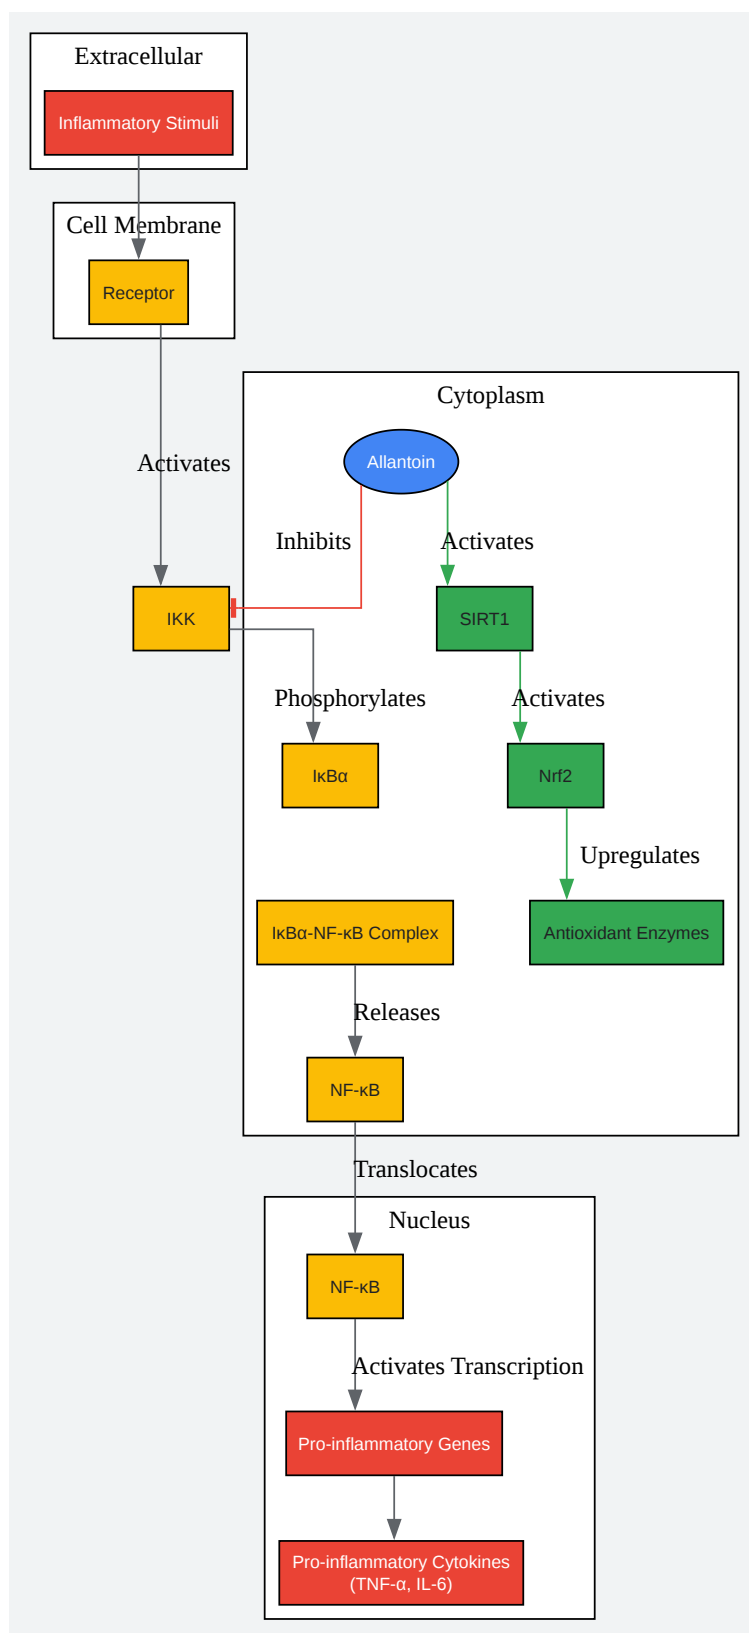 Extracellular
Inflammatory Stimuli
Cell Membrane
Receptor
Cytoplasm
Allantoin
Activates
Inhibits
Activates
IKK
SIRT1
Phosphorylates
Activates
IκBα
Nrf2
Upregulates
IκBα-NF-κB Complex
Antioxidant Enzymes
Releases
NF-κB
Translocates
Nucleus
NF-κB
Activates Transcription
Pro-inflammatory Genes
Pro-inflammatory Cytokines
(TNF-α, IL-6)